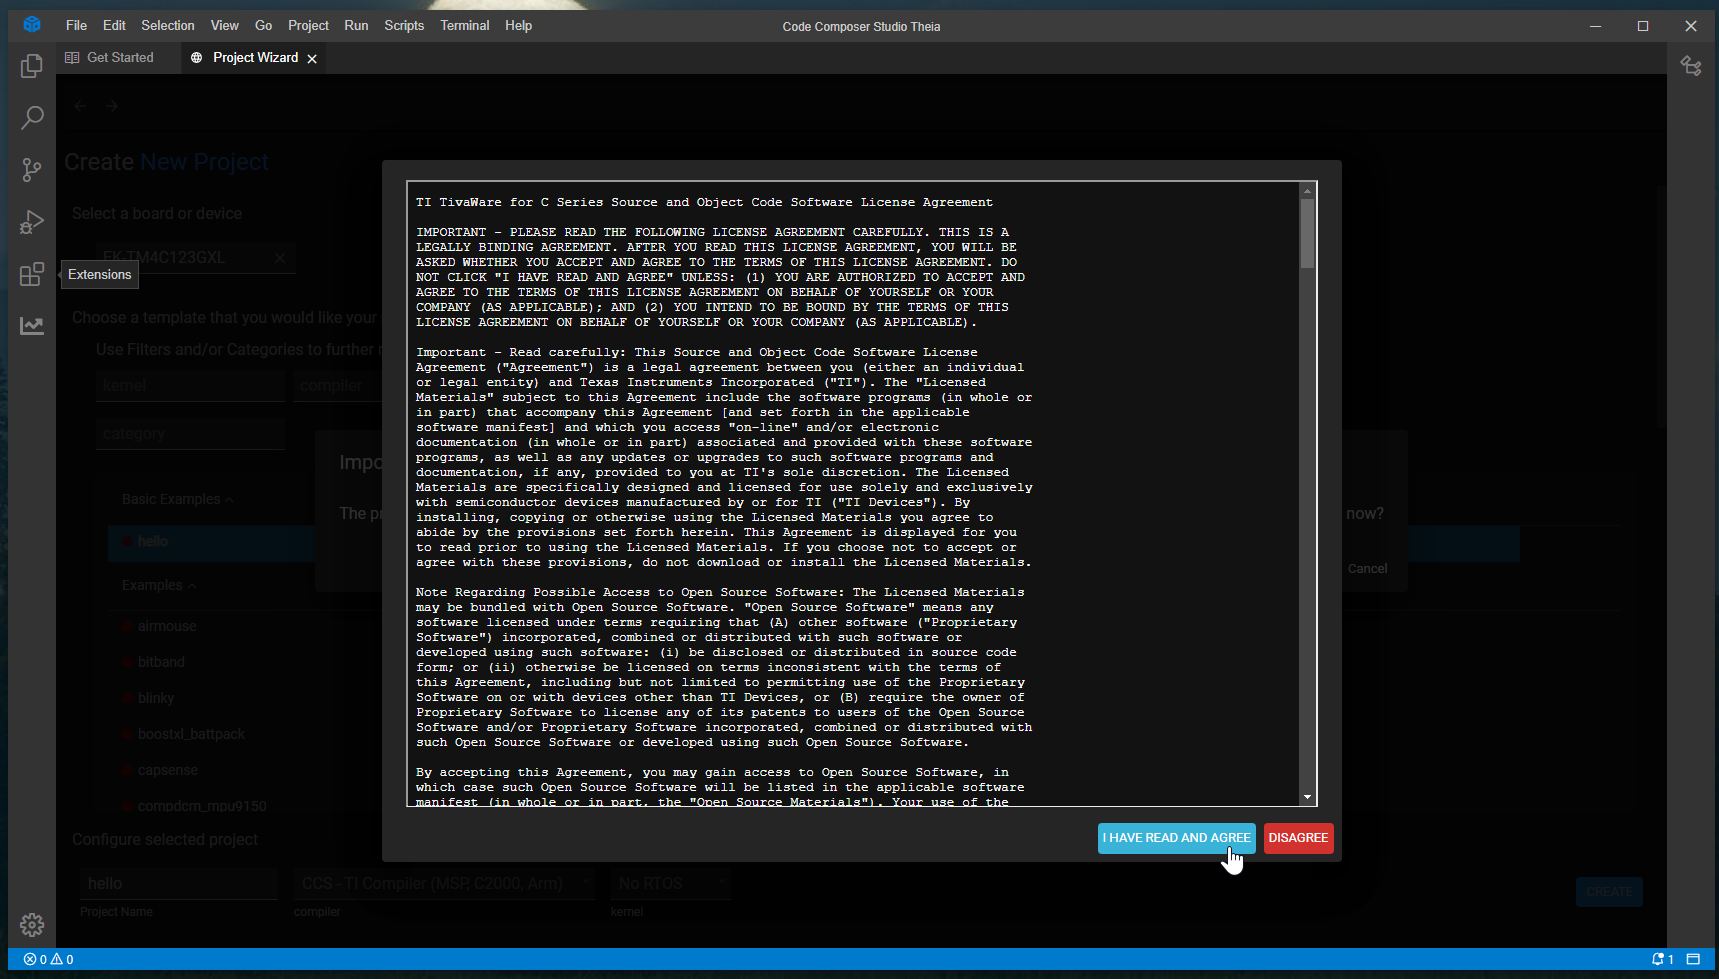 File Edit Selection View Go Project Run Scripts Terminal Help
Code Composer Studio Theia
Get Started
Project Wizard
Create New Project
Select a board or device
EK-TM4C123GXL
Extensions
Choose a template that you would like your
Use Filters and/or Categories to further
kernel
compiler
category
Basic Examples
hello
Examples
airmouse
bitband
blinky
boostxl_battpack
capsense
compdcm_mpu9150
Impo
The pr
now?
Cancel
TI TivaWare for C Series Source and Object Code Software License Agreement
IMPORTANT - PLEASE READ THE FOLLOWING LICENSE AGREEMENT CAREFULLY. THIS IS A
LEGALLY BINDING AGREEMENT. AFTER YOU READ THIS LICENSE AGREEMENT, YOU WILL BE
ASKED WHETHER YOU ACCEPT AND AGREE TO THE TERMS OF THIS LICENSE AGREEMENT. DO
NOT CLICK "I HAVE READ AND AGREE" UNLESS: (1) YOU ARE AUTHORIZED TO ACCEPT AND
AGREE TO THE TERMS OF THIS LICENSE AGREEMENT ON BEHALF OF YOURSELF OR YOUR
COMPANY (AS APPLICABLE); AND (2) YOU INTEND TO BE BOUND BY THE TERMS OF THIS
LICENSE AGREEMENT ON BEHALF OF YOURSELF OR YOUR COMPANY (AS APPLICABLE).
Important - Read carefully: This Source and Object Code Software License
Agreement ("Agreement") is a legal agreement between you (either an individual
or legal entity) and Texas Instruments Incorporated ("TI"). The "Licensed
Materials" subject to this Agreement include the software programs (in whole or
in part) that accompany this Agreement [and set forth in the applicable
software manifest] and which you access "on-line" and/or electronic
documentation (in whole or in part) associated and provided with these software
programs, as well as any updates or upgrades to such software programs and
documentation, if any, provided to you at TI's sole discretion. The Licensed
Materials are specifically designed and licensed for use solely and exclusively
with semiconductor devices manufactured by or for TI ("TI Devices"). By
installing, copying or otherwise using the Licensed Materials you agree to
abide by the provisions set forth herein. This Agreement is displayed for you
to read prior to using the Licensed Materials. If you choose not to accept or
agree with these provisions, do not download or install the Licensed Materials.
Note Regarding Possible Access to Open Source Software: The Licensed Materials
may be bundled with Open Source Software. "Open Source Software" means any
software licensed under terms requiring that (A) other software ("Proprietary
Software") incorporated, combined or distributed with such software or
developed using such software: (i) be disclosed or distributed in source code
form; or (ii) otherwise be licensed on terms inconsistent with the terms of
this Agreement, including but not limited to permitting use of the Proprietary
Software on or with devices other than TI Devices, or (B) require the owner of
Proprietary Software to license any of its patents to users of the Open Source
Software and/or Proprietary Software incorporated, combined or distributed with
such Open Source Software or developed using such Open Source Software.
By accepting this Agreement, you may gain access to Open Source Software, in
which case such Open Source Software will be listed in the applicable software
manifest (in whole or in part, the "Open Source Materials"). Your use of the
I HAVE READ AND AGREE
DISAGREE
Configure selected project
hello
CCS - TI Compiler (MSP, C2000, Arm)
No RTOS
CREATE
Project Name
compiler
kernel
0 0
1